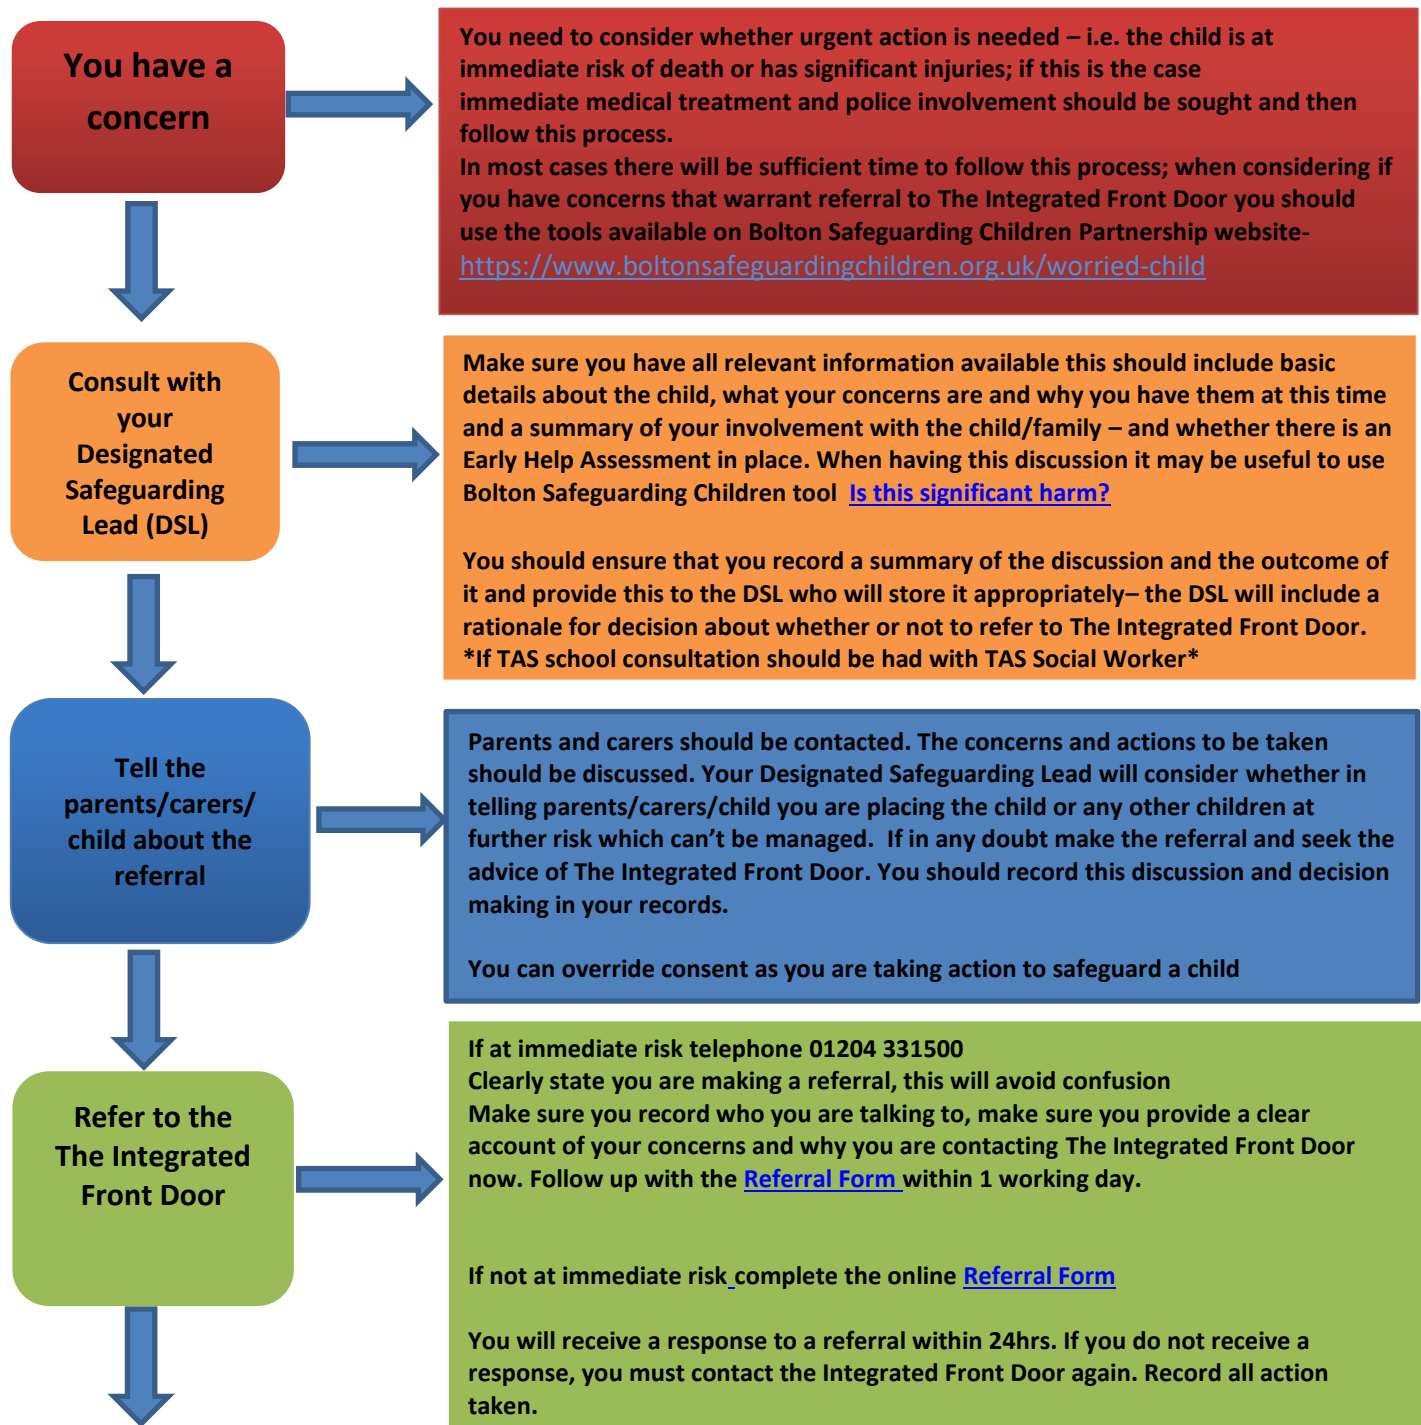 You have a
concern
You need to consider whether urgent action is needed – i.e. the child is at
immediate risk of death or has significant injuries; if this is the case
immediate medical treatment and police involvement should be sought and then
follow this process.
In most cases there will be sufficient time to follow this process; when considering if
you have concerns that warrant referral to The Integrated Front Door you should
use the tools available on Bolton Safeguarding Children Partnership website-
https://www.boltonsafeguardingchildren.org.uk/worried-child
Consult with
your
Designated
Safeguarding
Lead (DSL)
Make sure you have all relevant information available this should include basic
details about the child, what your concerns are and why you have them at this time
and a summary of your involvement with the child/family – and whether there is an
Early Help Assessment in place. When having this discussion it may be useful to use
Bolton Safeguarding Children tool Is this significant harm?
You should ensure that you record a summary of the discussion and the outcome of
it and provide this to the DSL who will store it appropriately– the DSL will include a
rationale for decision about whether or not to refer to The Integrated Front Door.
*If TAS school consultation should be had with TAS Social Worker*
Tell the
parents/carers/
child about the
referral
Parents and carers should be contacted. The concerns and actions to be taken
should be discussed. Your Designated Safeguarding Lead will consider whether in
telling parents/carers/child you are placing the child or any other children at
further risk which can’t be managed. If in any doubt make the referral and seek the
advice of The Integrated Front Door. You should record this discussion and decision
making in your records.
You can override consent as you are taking action to safeguard a child
Refer to the
The Integrated
Front Door
If at immediate risk telephone 01204 331500
Clearly state you are making a referral, this will avoid confusion
Make sure you record who you are talking to, make sure you provide a clear
account of your concerns and why you are contacting The Integrated Front Door
now. Follow up with the Referral Form within 1 working day.
If not at immediate risk complete the online Referral Form
You will receive a response to a referral within 24hrs. If you do not receive a
response, you must contact the Integrated Front Door again. Record all action
taken.